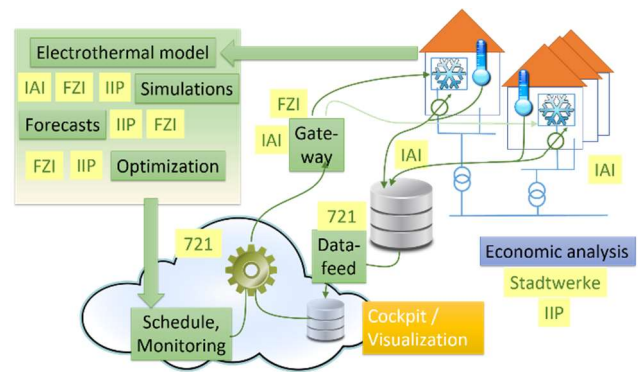 Electrothermal model
IAI FZI IIP Simulations
Forecasts IIP FZI
FZI IIP Optimization
FZI
IAI
Gate-
way
IAI
IAI
721
721
Data-
feed
Schedule,
Monitoring
Cockpit /
Visualization
Economic analysis
Stadtwerke
IIP